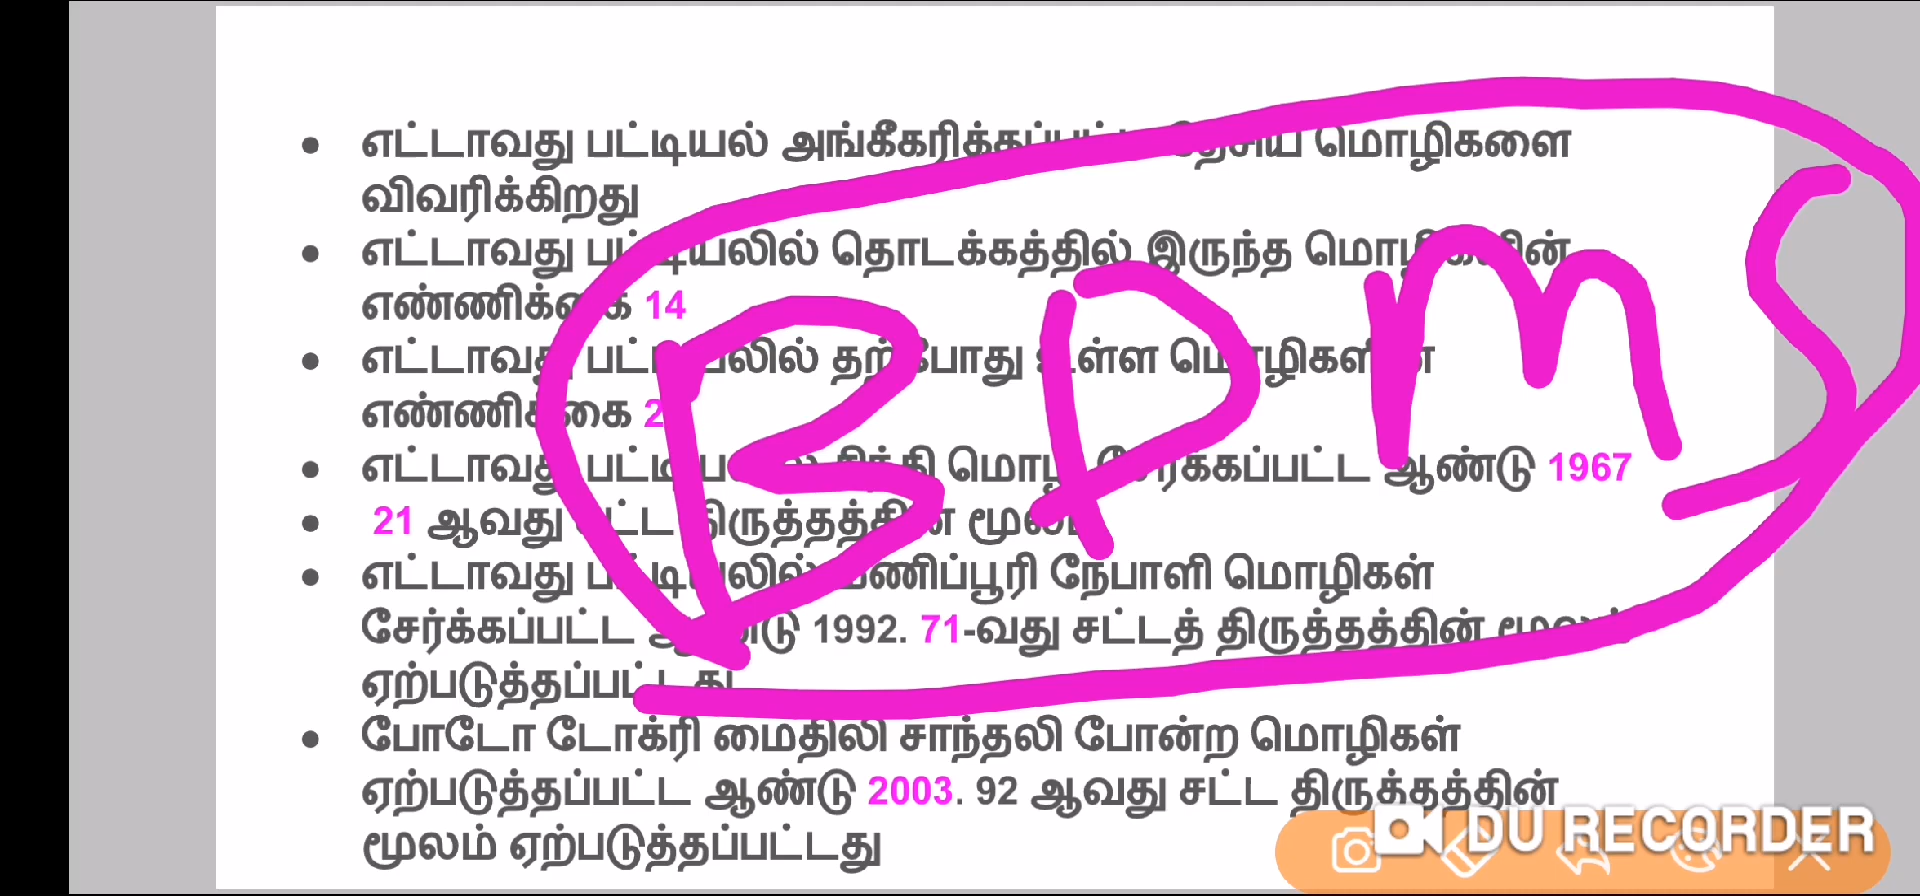 எட்டாவது பட்டியல் அங்கீகரிக்கப்பட்ட தேசிய மொழிகளை
விவரிக்கிறது
எட்டாவது பட்டியலில் தொடக்கத்தில் இருந்த மொழிகளின்
எண்ணிக்கை 14
எட்டாவது பட்டியலில் தற்போது உள்ள மொழிகளின்
எண்ணிக்கை
எட்டாவது பட்டியலில் சிந்தி மொழி சேர்க்கப்பட்ட ஆண்டு 1967
21 ஆவது சட்ட திருத்தத்தின் மூலம்
எட்டாவது பட்டியலில் மணிப்பூரி நேபாளி மொழிகள்
சேர்க்கப்பட்ட ஆண்டு 1992. 71-வது சட்டத் திருத்தத்தின் மூலம்
ஏற்படுத்தப்பட்டது
போடோ டோக்ரி மைதிலி சாந்தலி போன்ற மொழிகள்
ஏற்படுத்தப்பட்ட ஆண்டு 2003. 92 ஆவது சட்ட திருத்தத்தின்
மூலம் ஏற்படுத்தப்பட்டது
BPMS
DU RECORDER